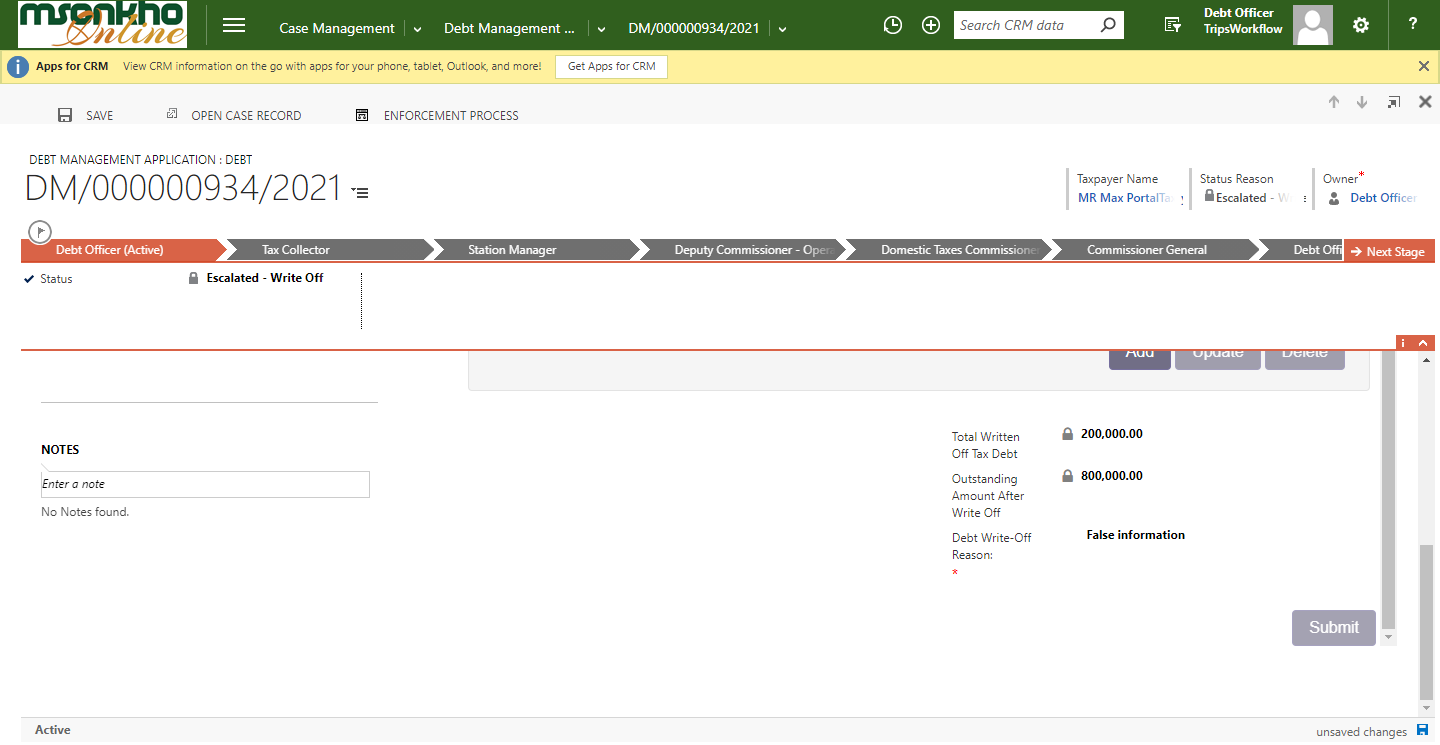 msonkho
Online
Case Management
Debt Management ...
DM/000000934/2021
Search CRM data
Debt Officer
TripsWorkflow
?
i
Apps for CRM
View CRM information on the go with apps for your phone, tablet, Outlook, and more!
Get Apps for CRM
SAVE
OPEN CASE RECORD
ENFORCEMENT PROCESS
DEBT MANAGEMENT APPLICATION : DEBT
DM/000000934/2021
Taxpayer Name
MR Max PortalTa
Status Reason
Escalated - W
Owner*
Debt Officer
Debt Officer (Active)
Tax Collector
Station Manager
Deputy Commissioner - Oper
Domestic Taxes Commissione
Commissioner General
Debt Offi
Next Stage
Status
Escalated - Write Off
i
Add
Update
Delete
NOTES
Enter a note
No Notes found.
Total Written
Off Tax Debt
200,000.00
Outstanding
Amount After
Write Off
800,000.00
Debt Write-Off
Reason:
*
False information
Submit
Active
unsaved changes